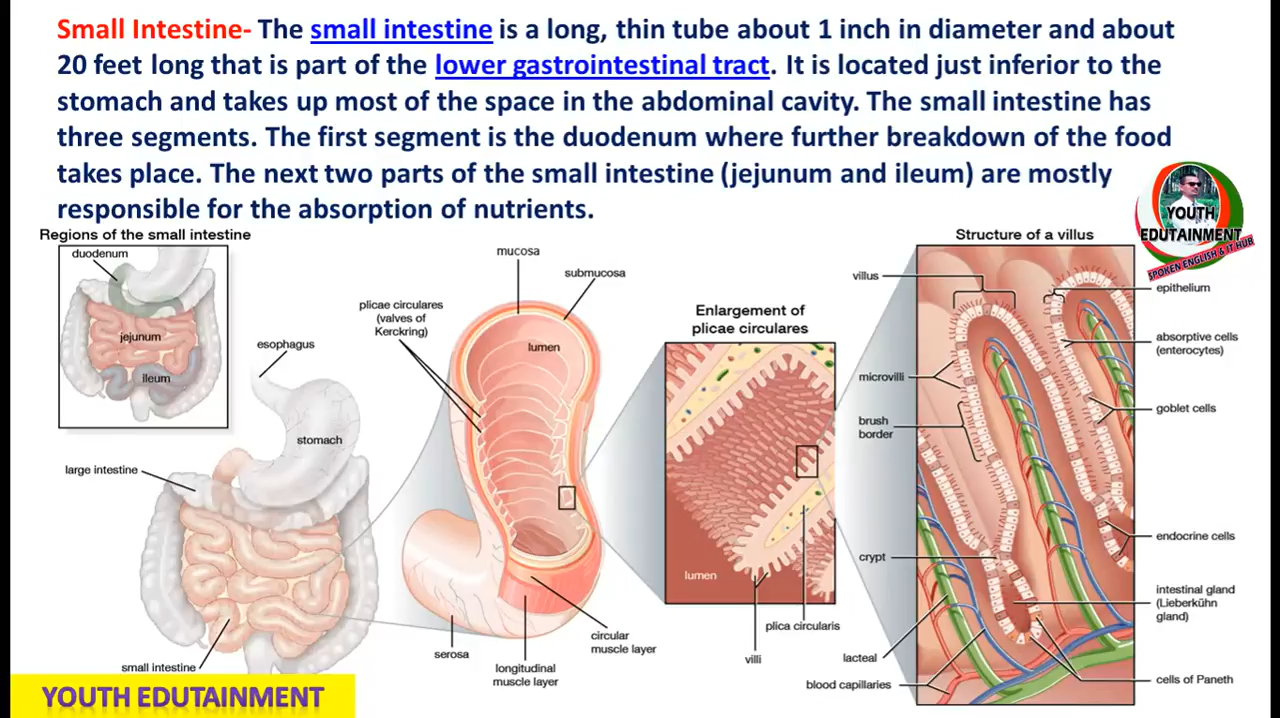 Small Intestine- The small intestine is a long, thin tube about 1 inch in diameter and about
20 feet long that is part of the lower gastrointestinal tract. It is located just inferior to the
stomach and takes up most of the space in the abdominal cavity. The small intestine has
three segments. The first segment is the duodenum where further breakdown of the food
takes place. The next two parts of the small intestine (jejunum and ileum) are mostly
responsible for the absorption of nutrients.
YOUTH
EDUTAINMENT
SPOKEN ENGLISH & IT HUB
Regions of the small intestine
duodenum
jejunum
ileum
esophagus
stomach
large intestine
small intestine
mucosa
submucosa
plicae circulares
(valves of
Kerckring)
lumen
circular
muscle layer
longitudinal
muscle layer
serosa
Enlargement of
plicae circulares
lumen
plica circularis
villi
Structure of a villus
villus
microvilli
brush
border
crypt
lacteal
blood capillaries
epithelium
absorptive cells
(enterocytes)
goblet cells
endocrine cells
intestinal gland
(Lieberkühn
gland)
cells of Paneth
YOUTH EDUTAINMENT